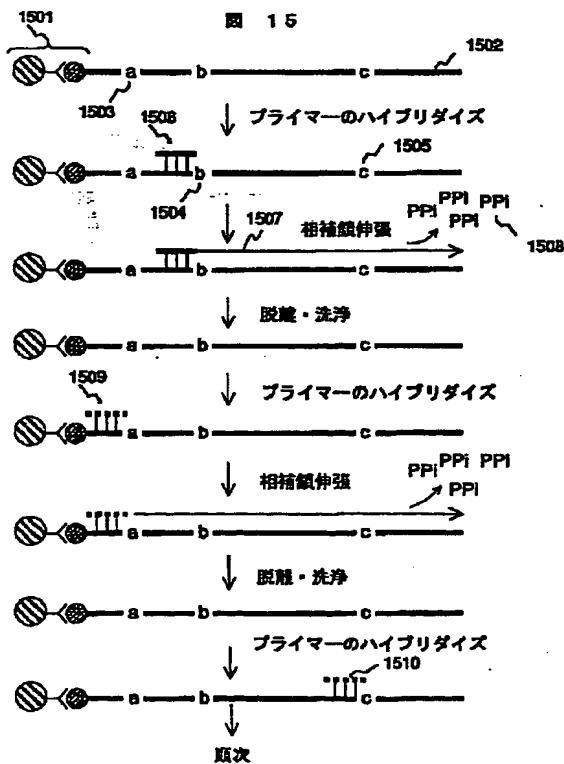 図 15
1501
a b c
1502
1503
プライマーのハイブリダイズ
1508
1505
a b c
1504
1507
相補鎖伸張
PPi PPi PPi PPi
1508
a b c
脱離・洗浄
a b c
1509
プライマーのハイブリダイズ
a b c
相補鎖伸張
PPi PPi PPi PPi
a b c
脱離・洗浄
a b c
プライマーのハイブリダイズ
1510
a b c
順次